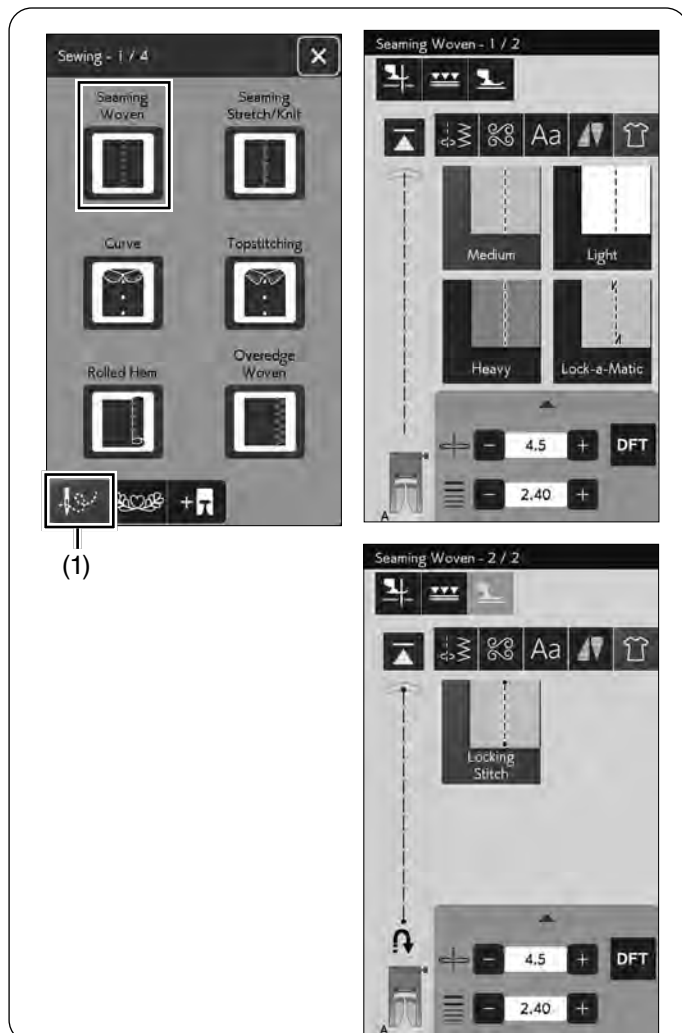 Sewing - 1 / 4
Seaming
Woven
Seaming
Stretch/Knit
Curve
Topstitching
Rolled Hem
Overedge
Woven
(1)
Seaming Woven - 1 / 2
Aa
Medium
Light
Heavy
Lock-a-Matic
4.5
DFT
2.40
A
Seaming Woven - 2 / 2
Aa
Locking
Stitch
4.5
DFT
2.40
A